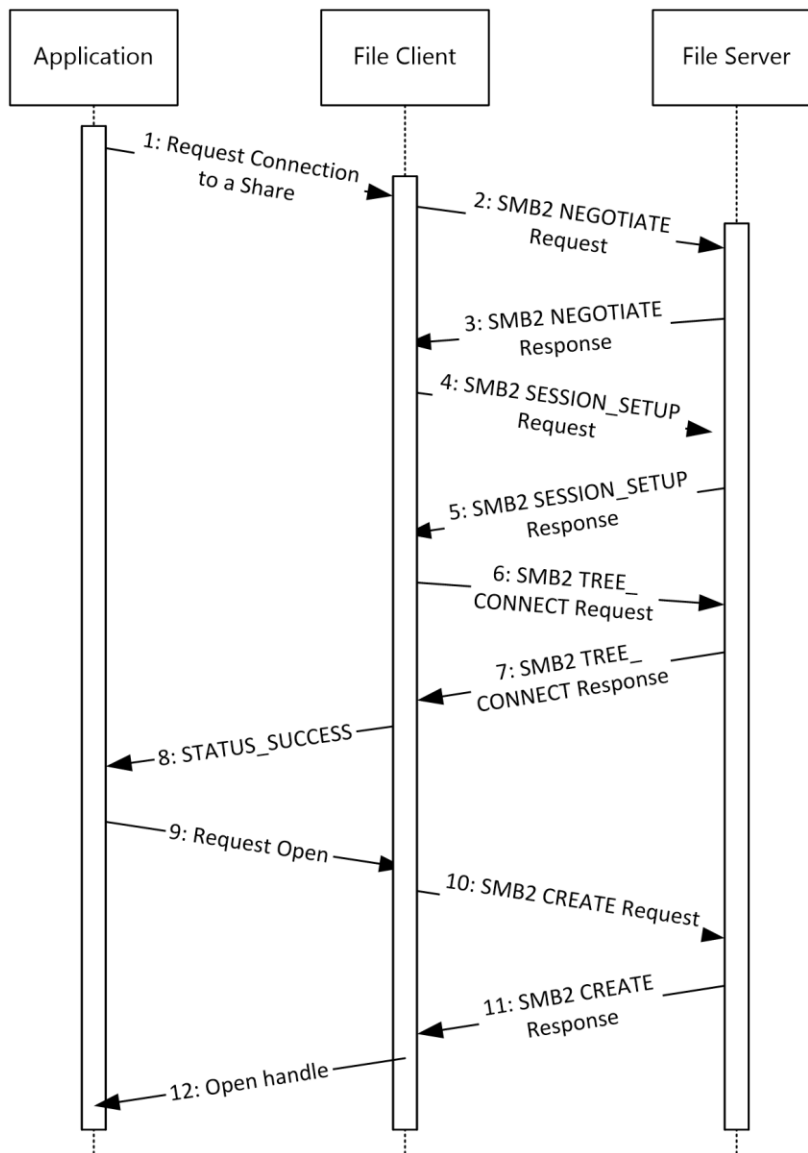 Application
File Client
File Server
1: Request Connection
to a Share
2: SMB2 NEGOTIATE
Request
3: SMB2 NEGOTIATE
Response
4: SMB2 SESSION_SETUP
Request
5: SMB2 SESSION_SETUP
Response
6: SMB2 TREE_
CONNECT Request
7: SMB2 TREE_
CONNECT Response
8: STATUS_SUCCESS
9: Request Open
10: SMB2 CREATE Request
11: SMB2 CREATE
Response
12: Open handle